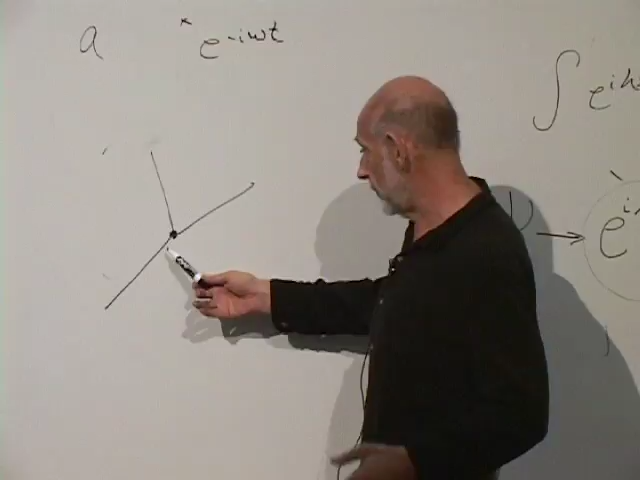 a e^{-iωt}
∫ e^{ik
ν → e^{i